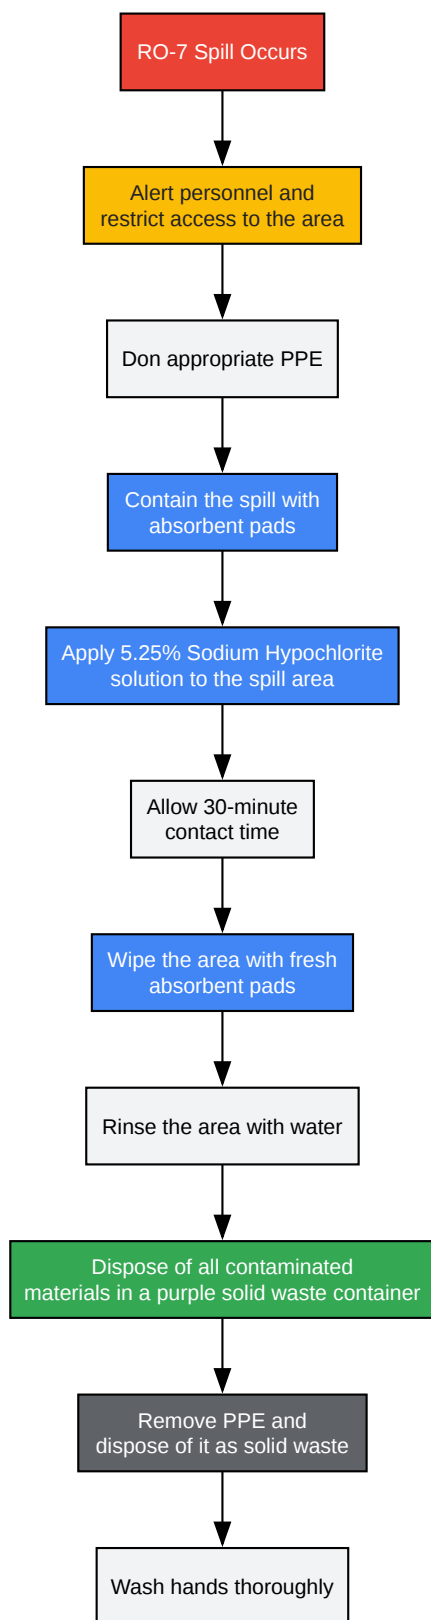 RO-7 Spill Occurs
Alert personnel and
restrict access to the area
Don appropriate PPE
Contain the spill with
absorbent pads
Apply 5.25% Sodium Hypochlorite
solution to the spill area
Allow 30-minute
contact time
Wipe the area with fresh
absorbent pads
Rinse the area with water
Dispose of all contaminated
materials in a purple solid waste container
Remove PPE and
dispose of it as solid waste
Wash hands thoroughly